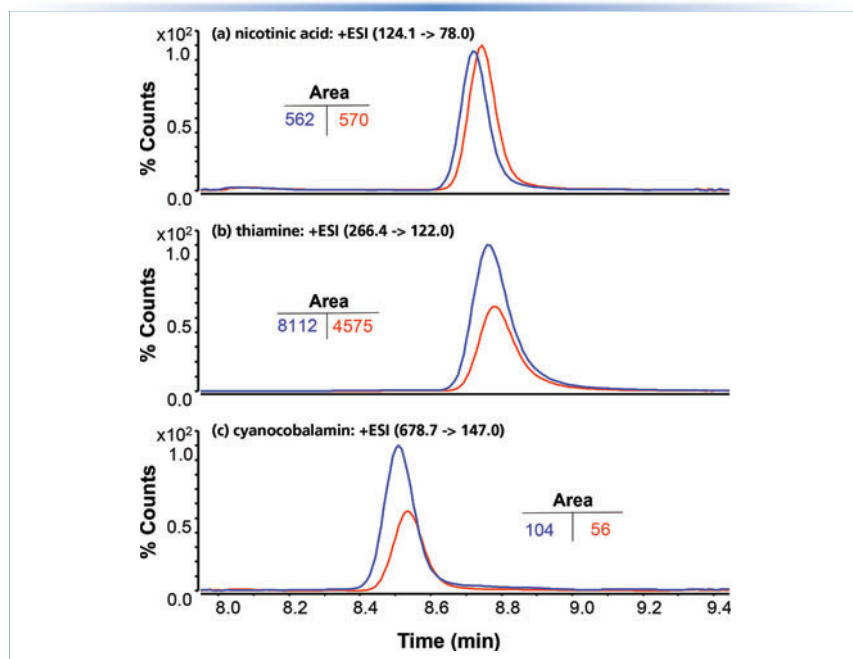 x10²
(a) nicotinic acid: +ESI (124.1 -> 78.0)
1.0
Area
562 570
0.5
0.0
% Counts
x10²
(b) thiamine: +ESI (266.4 -> 122.0)
1.0
Area
8112 4575
0.5
0.0
% Counts
x10²
(c) cyanocobalamin: +ESI (678.7 -> 147.0)
1.0
Area
104 56
0.5
0.0
% Counts
8.0 8.2 8.4 8.6 8.8 9.0 9.2 9.4
Time (min)